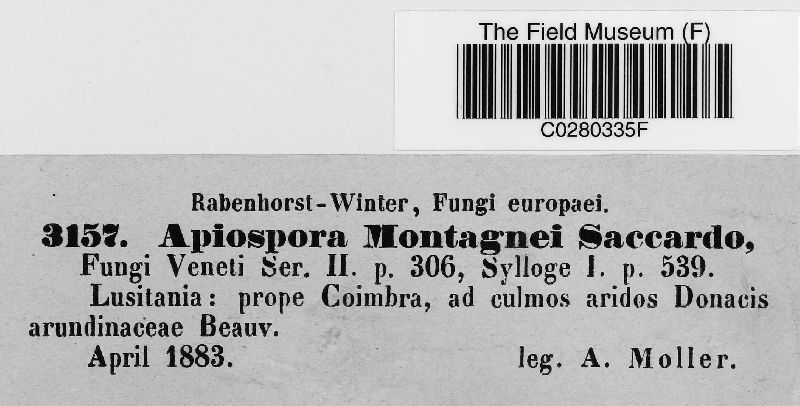 The Field Museum (F)
C0280335F
Rabenhorst-Winter, Fungi europaei.
3157. Apiospora Montagnei Saccardo,
Fungi Veneti Ser. II. p. 306, Sylloge I. p. 539.
Lusitania: prope Coimbra, ad culmos aridos Donacis
arundinaceae Beauv.
April 1883. leg. A. Moller.